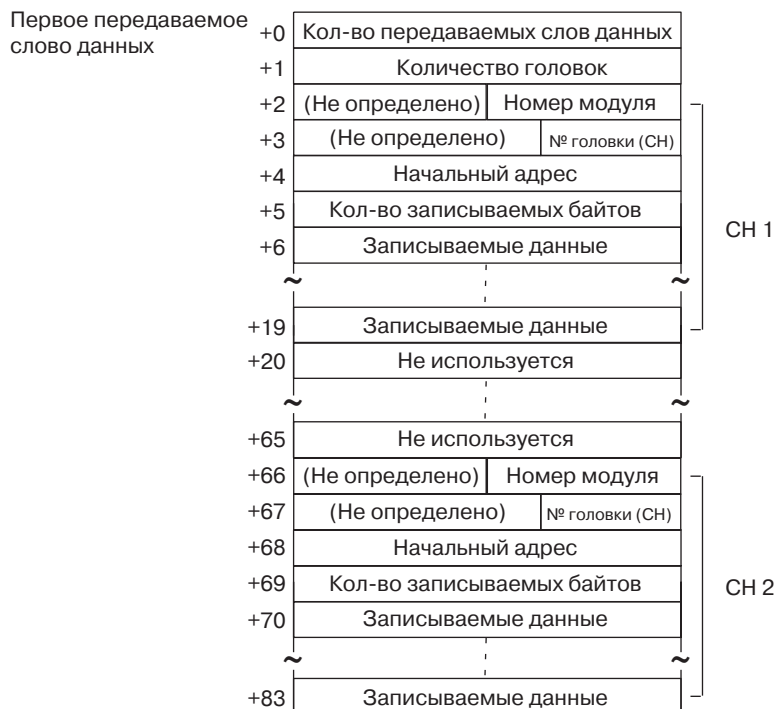 Первое передаваемое
слово данных
+0 Кол-во передаваемых слов данных
+1 Количество головок
+2 (Не определено) Номер модуля
+3 (Не определено) № головки (CH)
+4 Начальный адрес
+5 Кол-во записываемых байтов
+6 Записываемые данные
CH 1
~ ~
+19 Записываемые данные
+20 Не используется
~ ~
+65 Не используется
+66 (Не определено) Номер модуля
+67 (Не определено) № головки (CH)
+68 Начальный адрес
+69 Кол-во записываемых байтов
CH 2
+70 Записываемые данные
~ ~
+83 Записываемые данные